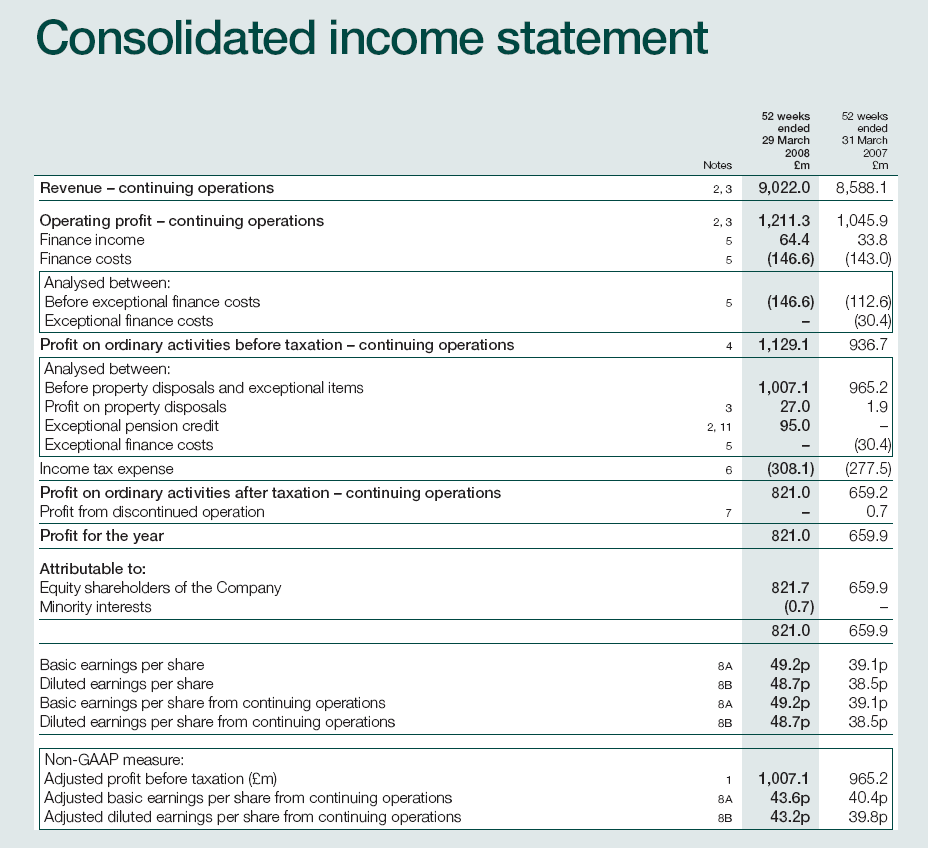 Consolidated income statement
52 weeks 52 weeks
ended ended
29 March 31 March
2008 2007
Notes £m £m
Revenue – continuing operations 2, 3 9,022.0 8,588.1
Operating profit – continuing operations 2, 3 1,211.3 1,045.9
Finance income 5 64.4 33.8
Finance costs 5 (146.6) (143.0)
Analysed between:
Before exceptional finance costs 5 (146.6) (112.6)
Exceptional finance costs – (30.4)
Profit on ordinary activities before taxation – continuing operations 4 1,129.1 936.7
Analysed between:
Before property disposals and exceptional items 1,007.1 965.2
Profit on property disposals 3 27.0 1.9
Exceptional pension credit 2, 11 95.0 –
Exceptional finance costs 5 – (30.4)
Income tax expense 6 (308.1) (277.5)
Profit on ordinary activities after taxation – continuing operations 821.0 659.2
Profit from discontinued operation 7 – 0.7
Profit for the year 821.0 659.9
Attributable to:
Equity shareholders of the Company 821.7 659.9
Minority interests (0.7) –
821.0 659.9
Basic earnings per share 8A 49.2p 39.1p
Diluted earnings per share 8B 48.7p 38.5p
Basic earnings per share from continuing operations 8A 49.2p 39.1p
Diluted earnings per share from continuing operations 8B 48.7p 38.5p
Non-GAAP measure:
Adjusted profit before taxation (£m) 1 1,007.1 965.2
Adjusted basic earnings per share from continuing operations 8A 43.6p 40.4p
Adjusted diluted earnings per share from continuing operations 8B 43.2p 39.8p